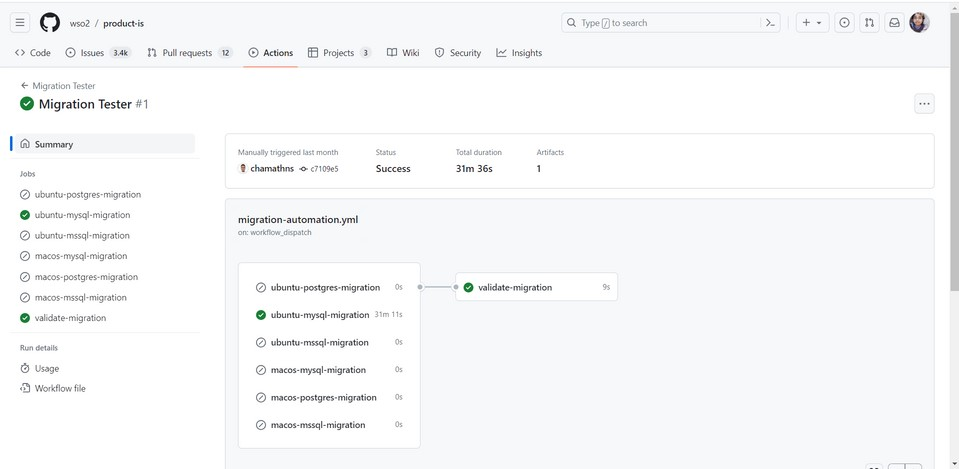 wso2 / product-is
Type / to search
Code
Issues 3.4k
Pull requests 12
Actions
Projects 3
Wiki
Security
Insights
← Migration Tester
Migration Tester #1
Summary
Jobs
ubuntu-postgres-migration
ubuntu-mysql-migration
ubuntu-mssql-migration
macos-mysql-migration
macos-postgres-migration
macos-mssql-migration
validate-migration
Run details
Usage
Workflow file
Manually triggered last month
chamathns c7109e5
Status
Success
Total duration
31m 36s
Artifacts
1
migration-automation.yml
on: workflow_dispatch
ubuntu-postgres-migration 0s
ubuntu-mysql-migration 31m 11s
ubuntu-mssql-migration 0s
macos-mysql-migration 0s
macos-postgres-migration 0s
macos-mssql-migration 0s
validate-migration 9s